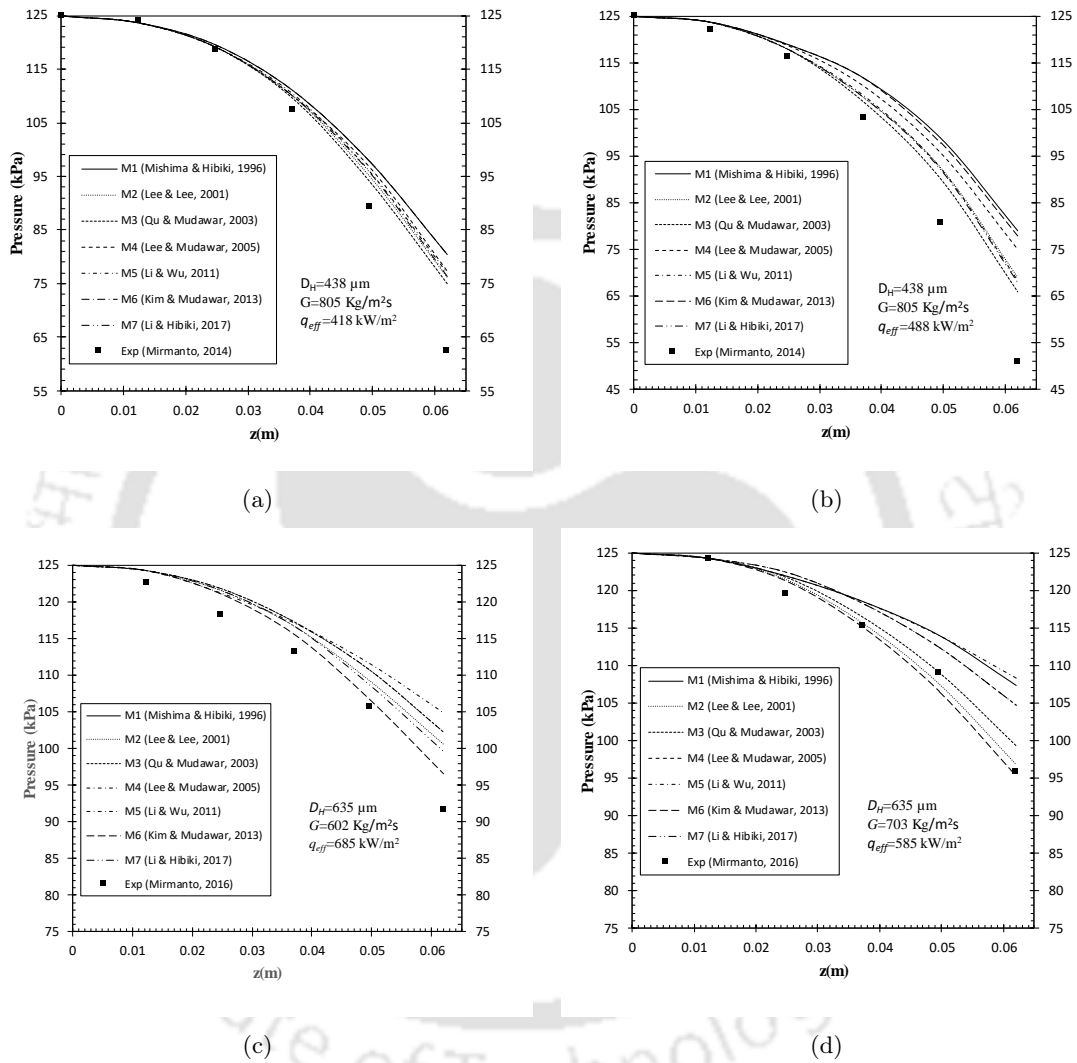 125
115
105
95
85
75
65
55
Pressure (kPa)
125
115
105
95
85
75
65
55
M1 (Mishima & Hibiki, 1996)
M2 (Lee & Lee, 2001)
M3 (Qu & Mudawar, 2003)
M4 (Lee & Mudawar, 2005)
M5 (Li & Wu, 2011)
M6 (Kim & Mudawar, 2013)
M7 (Li & Hibiki, 2017)
Exp (Mirmanto, 2014)
D_H=438 µm
G=805 Kg/m²s
q_eff=418 kW/m²
0 0.01 0.02 0.03 0.04 0.05 0.06
z(m)
(a)
125
115
105
95
85
75
65
55
45
Pressure (kPa)
125
115
105
95
85
75
65
55
45
M1 (Mishima & Hibiki, 1996)
M2 (Lee & Lee, 2001)
M3 (Qu & Mudawar, 2003)
M4 (Lee & Mudawar, 2005)
M5 (Li & Wu, 2011)
M6 (Kim & Mudawar, 2013)
M7 (Li & Hibiki, 2017)
Exp (Mirmanto, 2014)
D_H=438 µm
G=805 Kg/m²s
q_eff=488 kW/m²
0 0.01 0.02 0.03 0.04 0.05 0.06
z(m)
(b)
125
120
115
110
105
100
95
90
85
80
75
Pressure (kPa)
125
120
115
110
105
100
95
90
85
80
75
M1 (Mishima & Hibiki, 1996)
M2 (Lee & Lee, 2001)
M3 (Qu & Mudawar, 2003)
M4 (Lee & Mudawar, 2005)
M5 (Li & Wu, 2011)
M6 (Kim & Mudawar, 2013)
M7 (Li & Hibiki, 2017)
Exp (Mirmanto, 2016)
D_H=635 µm
G=602 Kg/m²s
q_eff=685 kW/m²
0 0.01 0.02 0.03 0.04 0.05 0.06
z(m)
(c)
125
120
115
110
105
100
95
90
85
80
75
Pressure (kPa)
125
120
115
110
105
100
95
90
85
80
75
M1 (Mishima & Hibiki, 1996)
M2 (Lee & Lee, 2001)
M3 (Qu & Mudawar, 2003)
M4 (Lee & Mudawar, 2005)
M5 (Li & Wu, 2011)
M6 (Kim & Mudawar, 2013)
M7 (Li & Hibiki, 2017)
Exp (Mirmanto, 2016)
D_H=635 µm
G=703 Kg/m²s
q_eff=585 kW/m²
0 0.01 0.02 0.03 0.04 0.05 0.06
z(m)
(d)